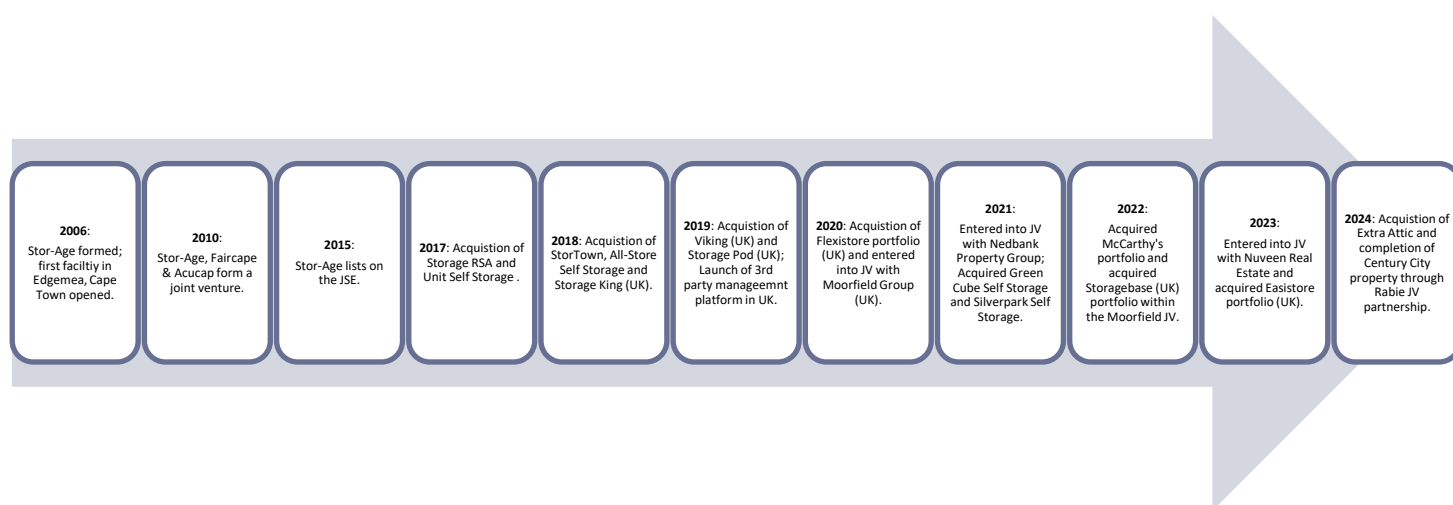 2006:
Stor-Age formed;
first faciltiy in
Edgemea, Cape
Town opened.
2010:
Stor-Age, Faircape
& Acucap form a
joint venture.
2015:
Stor-Age lists on
the JSE.
2017: Acquistion of
Storage RSA and
Unit Self Storage .
2018: Acquistion of
StorTown, All-Store
Self Storage and
Storage King (UK).
2019: Acquistion of
Viking (UK) and
Storage Pod (UK);
Launch of 3rd
party manageemnt
platform in UK.
2020: Acquistion of
Flexistore portfolio
(UK) and entered
into JV with
Moorfield Group
(UK).
2021:
Entered into JV
with Nedbank
Property Group;
Acquired Green
Cube Self Storage
and Silverpark Self
Storage.
2022:
Acquired
McCarthy's
portfolio and
acquired
Storagebase (UK)
portfolio within
the Moorfield JV.
2023:
Entered into JV
with Nuveen Real
Estate and
acquired Easistore
portfolio (UK).
2024: Acquistion of
Extra Attic and
completion of
Century City
property through
Rabie JV
partnership.